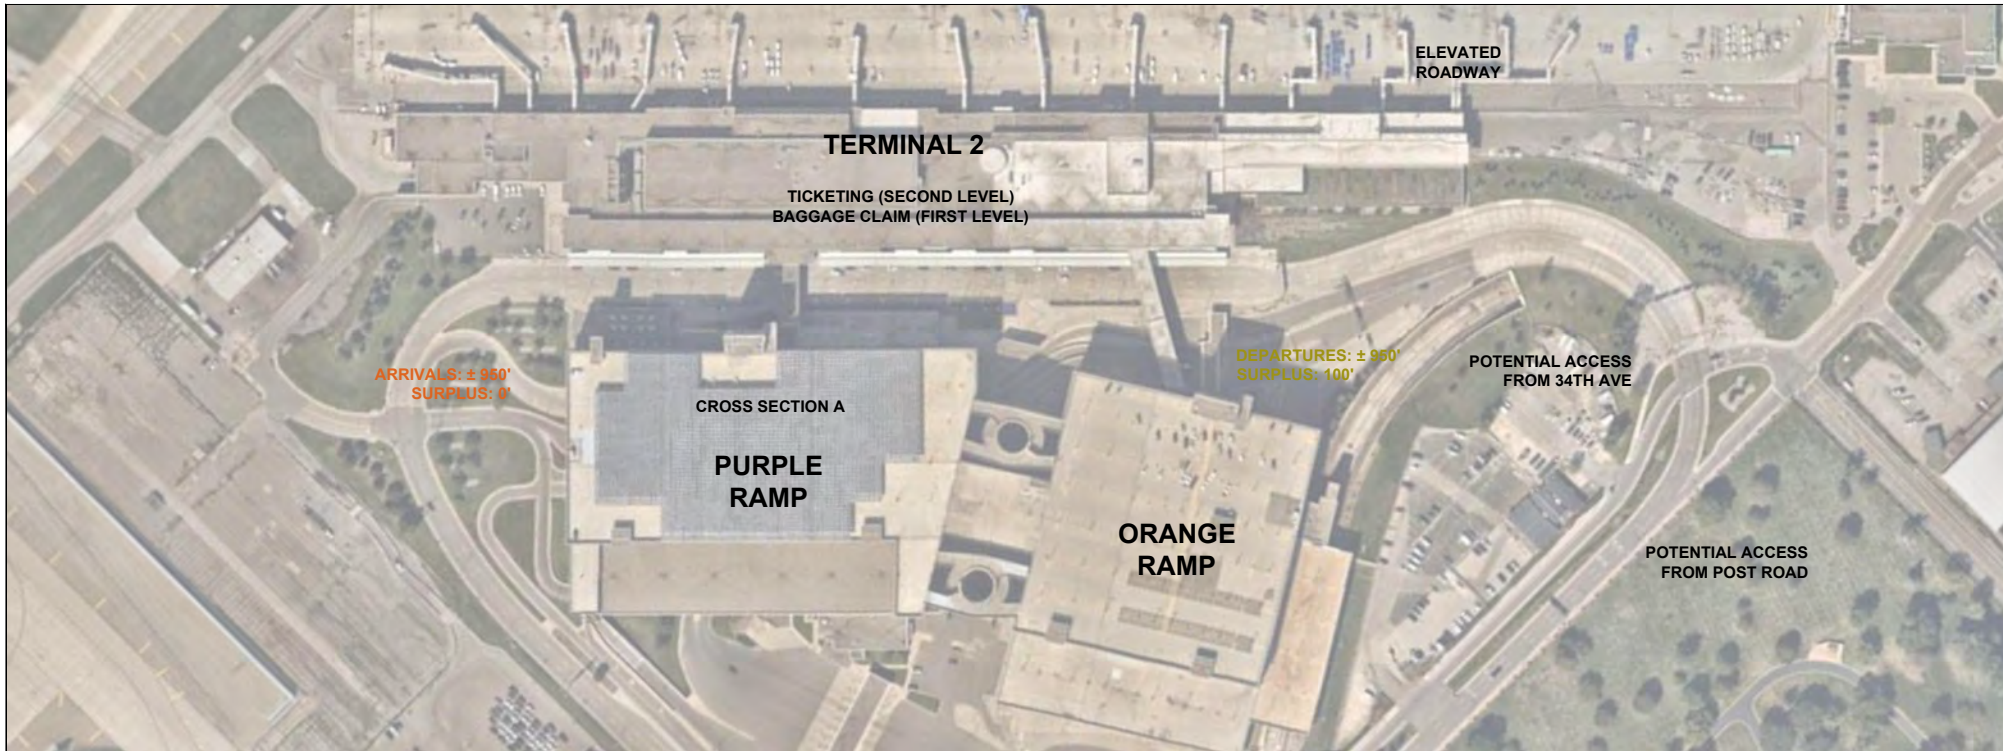 ELEVATED
ROADWAY
TERMINAL 2
TICKETING (SECOND LEVEL)
BAGGAGE CLAIM (FIRST LEVEL)
ARRIVALS: ± 950'
SURPLUS: 0'
DEPARTURES: ± 950'
SURPLUS: 100'
POTENTIAL ACCESS
FROM 34TH AVE
CROSS SECTION A
PURPLE
RAMP
ORANGE
RAMP
POTENTIAL ACCESS
FROM POST ROAD